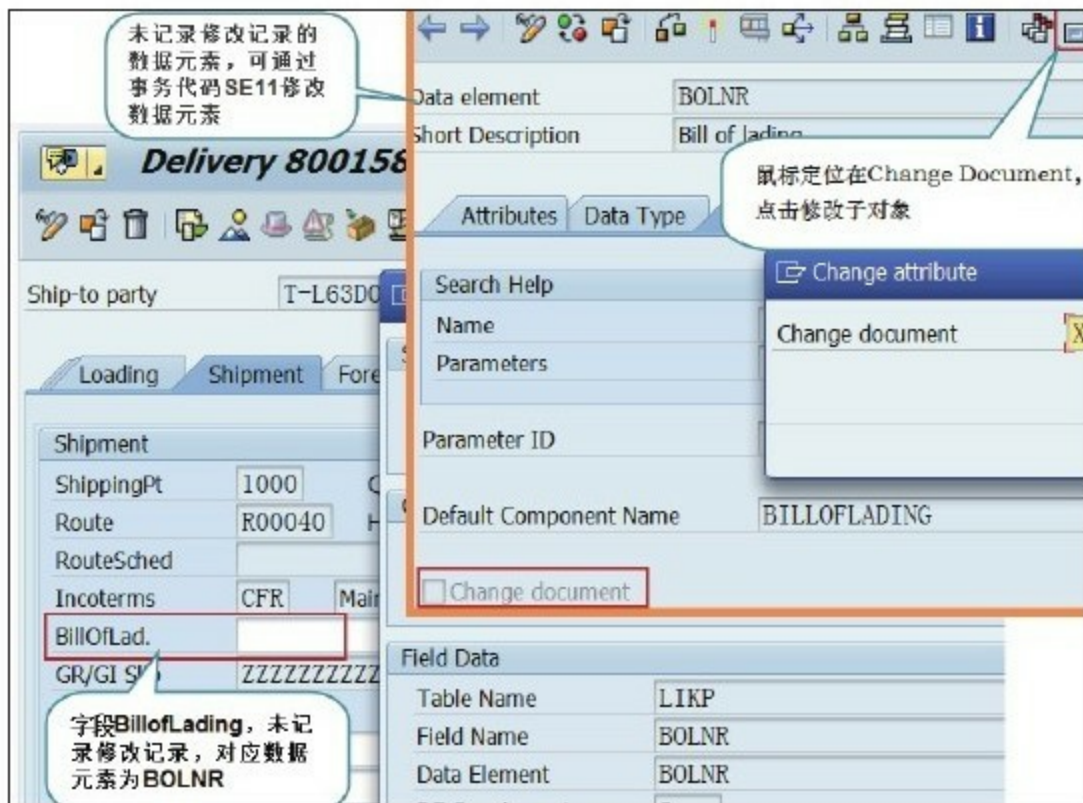 未记录修改记录的
数据元素，可通过
事务代码SE11修改
数据元素
Data element
BOLNR
Short Description
Bill of lading
鼠标定位在Change Document，
点击修改子对象
Delivery 800158
Attributes
Data Type
Ship-to party
T-L63D0
Search Help
Name
Parameters
Change attribute
Change document
X
Loading
Shipment
Fore
Parameter ID
Shipment
ShippingPt
1000
Route
R00040
RouteSched
Default Component Name
BILLOFLADING
Incoterms
CFR
Mair
Change document
BillOfLad.
GR/GI
ZZZZZZZZZZZ
字段BillofLading，未记
录修改记录，对应数据
元素为BOLNR
Field Data
Table Name
LIKP
Field Name
BOLNR
Data Element
BOLNR